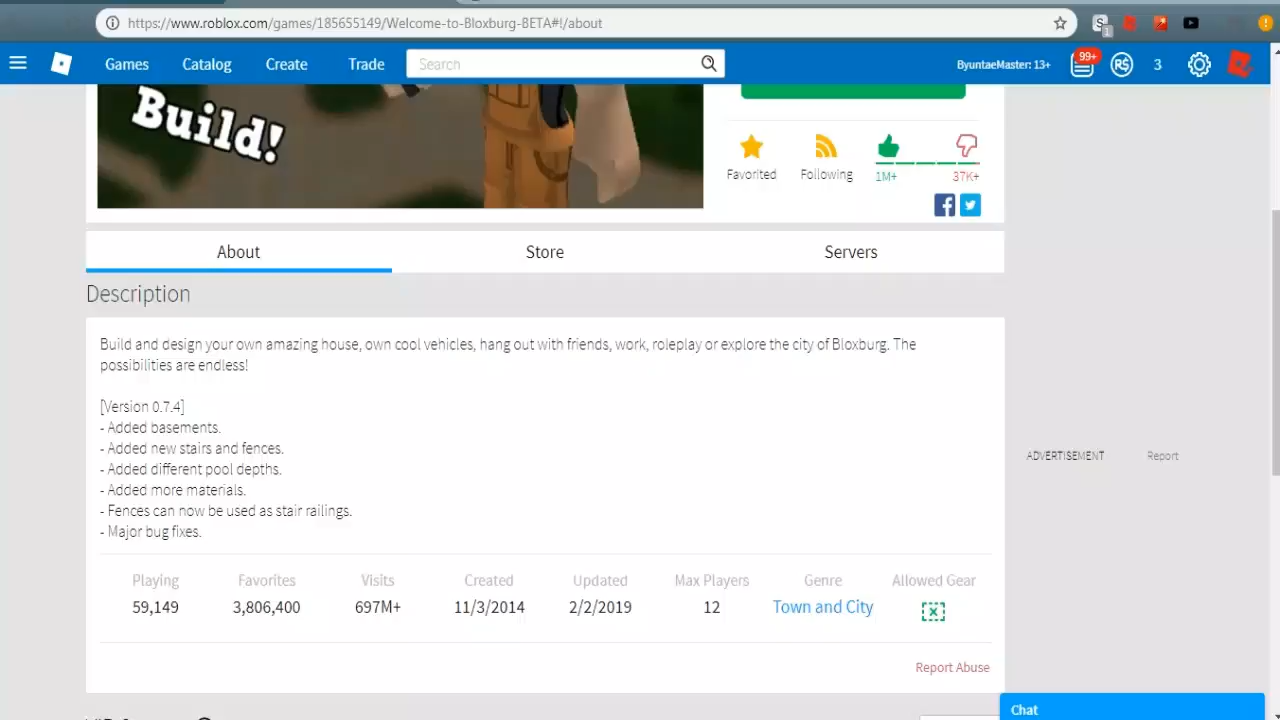 https://www.roblox.com/games/185655149/Welcome-to-Bloxburg-BETA#!/about
1
Games Catalog Create Trade Search ByuntaeMaster: 13+ 99+ R$ 3
Build!
Favorited Following 1M+ 37K+
About Store Servers
Description
Build and design your own amazing house, own cool vehicles, hang out with friends, work, roleplay or explore the city of Bloxburg. The
possibilities are endless!
[Version 0.7.4]
- Added basements.
- Added new stairs and fences.
- Added different pool depths.
- Added more materials.
- Fences can now be used as stair railings.
- Major bug fixes.
ADVERTISEMENT Report
Playing Favorites Visits Created Updated Max Players Genre Allowed Gear
59,149 3,806,400 697M+ 11/3/2014 2/2/2019 12 Town and City
Report Abuse
Chat